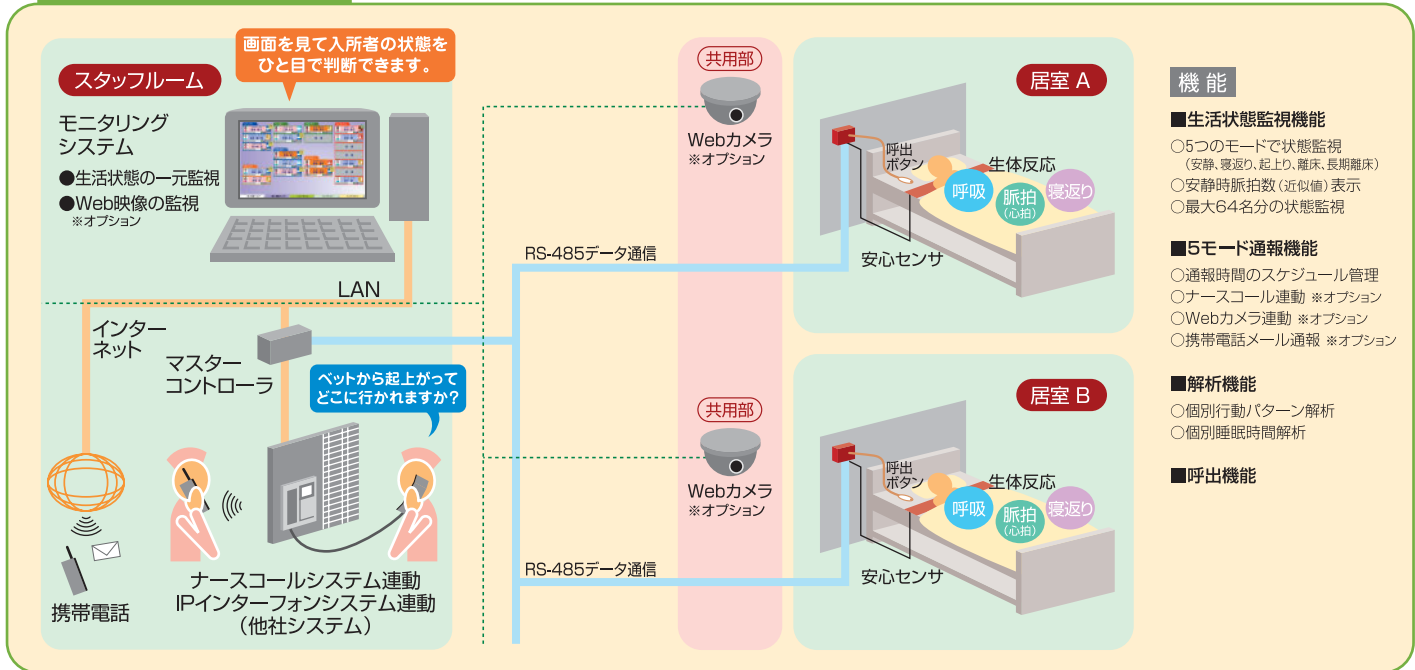 画面を見て入所者の状態を
ひと目で判断できます。
スタッフルーム
モニタリング
システム
●生活状態の一元監視
●Web映像の監視
※オプション
LAN
インター
ネット
マスター
コントローラ
ベットから起上がって
どこに行かれますか?
携帯電話
ナースコールシステム連動
IPインターフォンシステム連動
(他社システム)
共用部
Webカメラ
※オプション
RS-485データ通信
共用部
Webカメラ
※オプション
RS-485データ通信
居室 A
呼出
ボタン
生体反応
呼吸
脈拍
(心拍)
寝返り
安心センサ
居室 B
呼出
ボタン
生体反応
呼吸
脈拍
(心拍)
寝返り
安心センサ
機 能
■生活状態監視機能
○5つのモードで状態監視
(安静、寝返り、起上り、離床、長期離床)
○安静時脈拍数(近似値)表示
○最大64名分の状態監視
■5モード通報機能
○通報時間のスケジュール管理
○ナースコール連動 ※オプション
○Webカメラ連動 ※オプション
○携帯電話メール通報 ※オプション
■解析機能
○個別行動パターン解析
○個別睡眠時間解析
■呼出機能